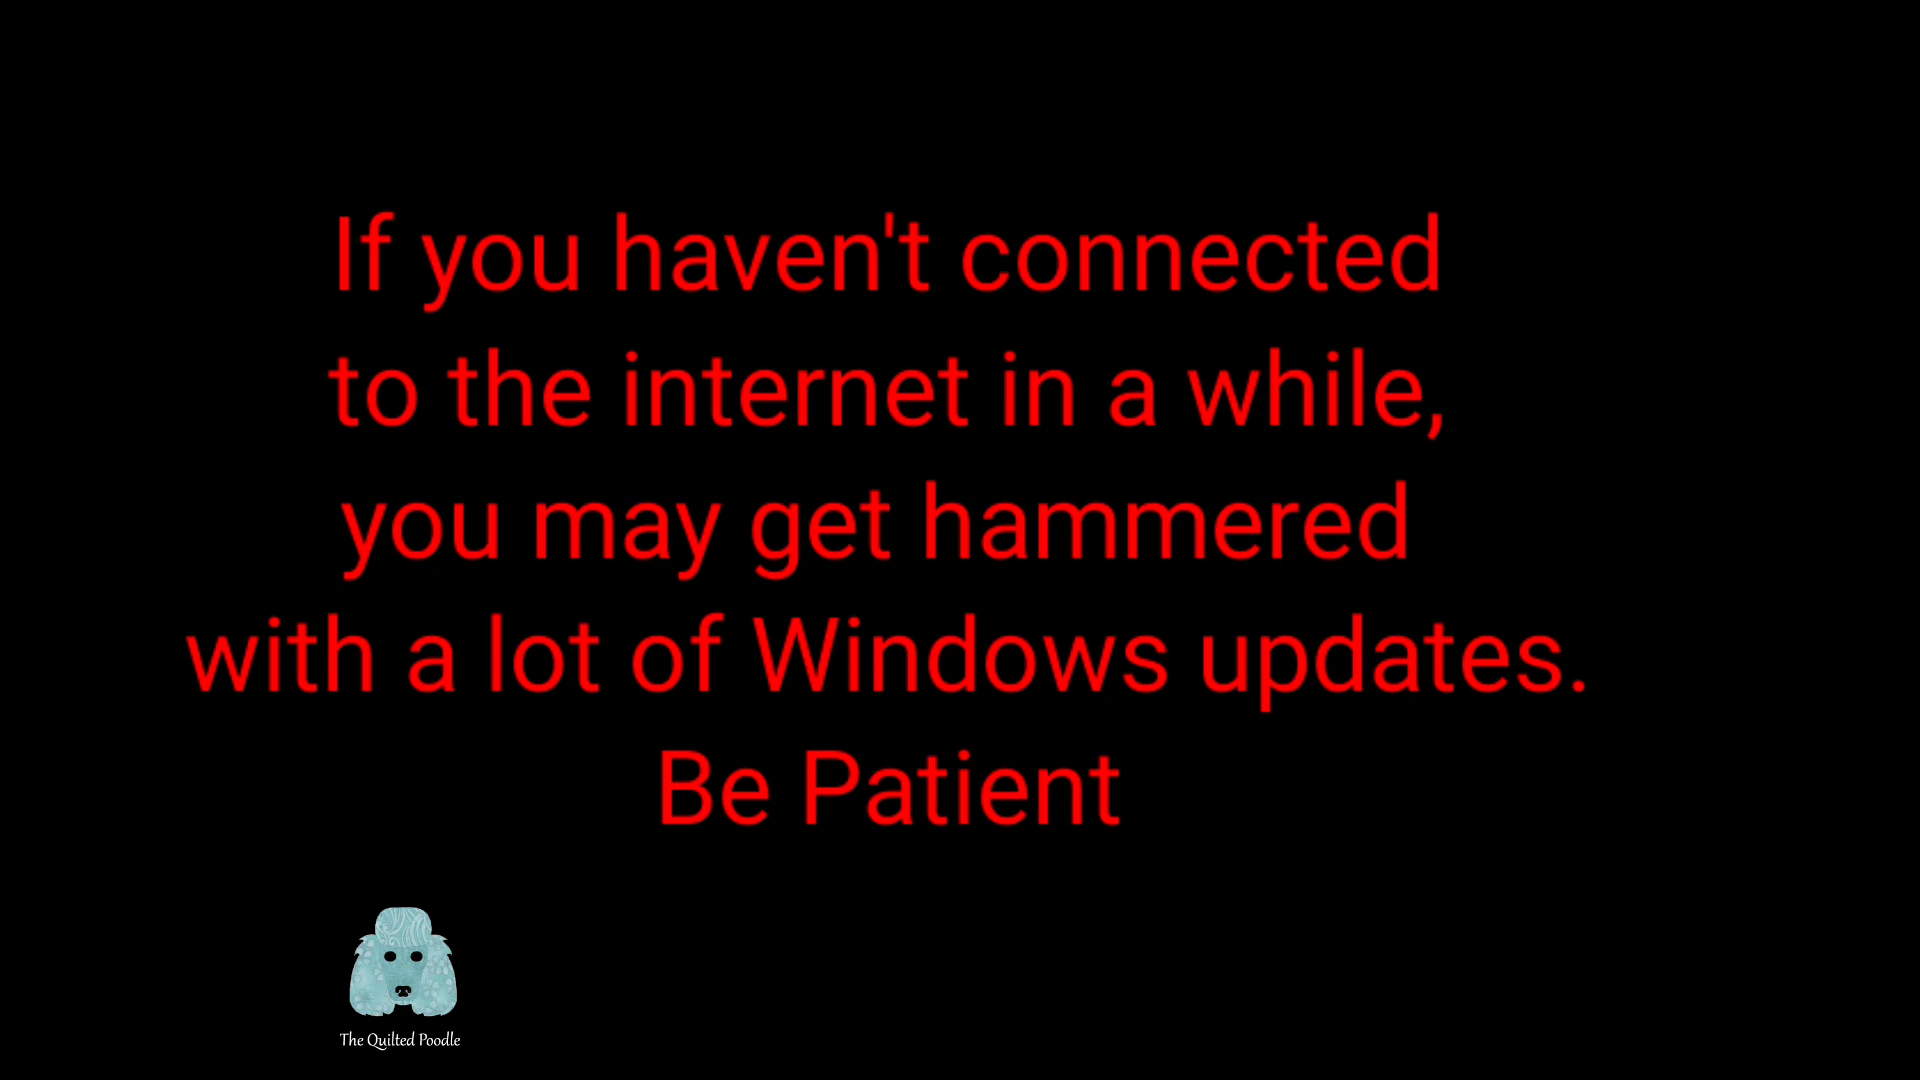 If you haven't connected
to the internet in a while,
you may get hammered
with a lot of Windows updates.
Be Patient
The Quilted Poodle